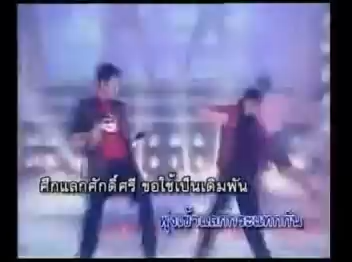 ศึกแลกศักดิ์ศรี ขอใช้เป็นเดิมพัน
พุ่งเข้าแลกกระแทกกัน